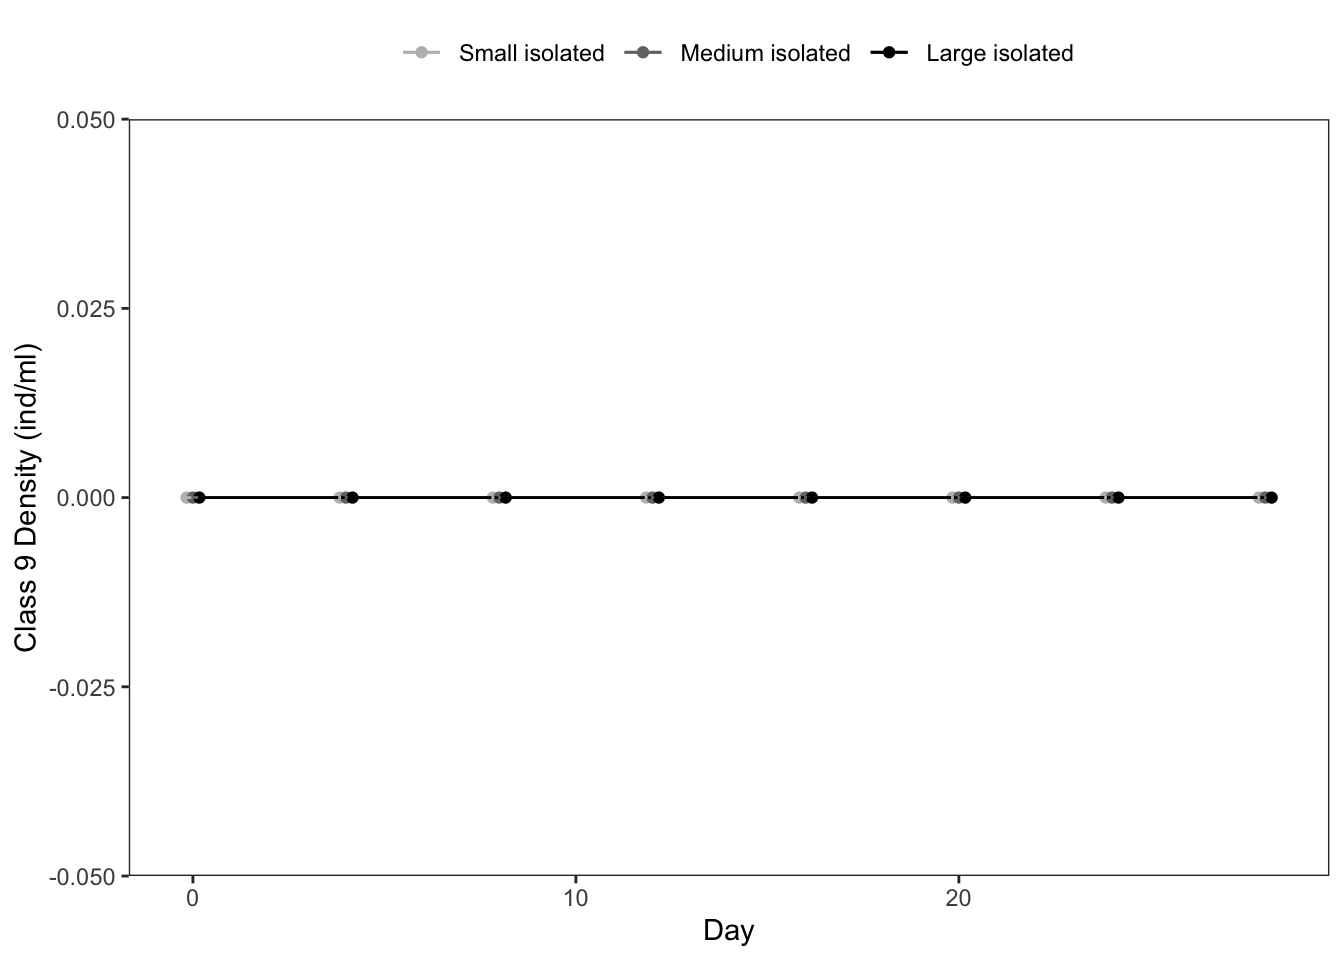 Small isolated Medium isolated Large isolated
0.050
0.025
0.000
-0.025
-0.050
Class 9 Density (ind/ml)
0 10 20
Day